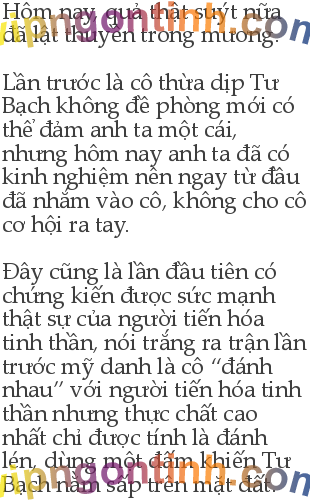 Hôm nay, quả thật suýt nữa
đã lật thuyền trong mương.
Lần trước là cô thừa dịp Tư
Bạch không đề phòng mới có
thể đảm anh ta một cái,
nhưng hôm nay anh ta đã có
kinh nghiệm nên ngay từ đầu
đã nhắm vào cô, không cho cô
cơ hội ra tay.
Đây cũng là lần đầu tiên có
chứng kiến được sức mạnh
thật sự của người tiến hóa
tinh thần, nói trắng ra trận lần
trước mỹ danh là cô “đánh
nhau” với người tiến hóa tinh
thần nhưng thực chất cao
nhất chỉ được tính là đánh
lén, dùng một đấm khiến Tư
Bạch nằm sấp trên mặt đất.